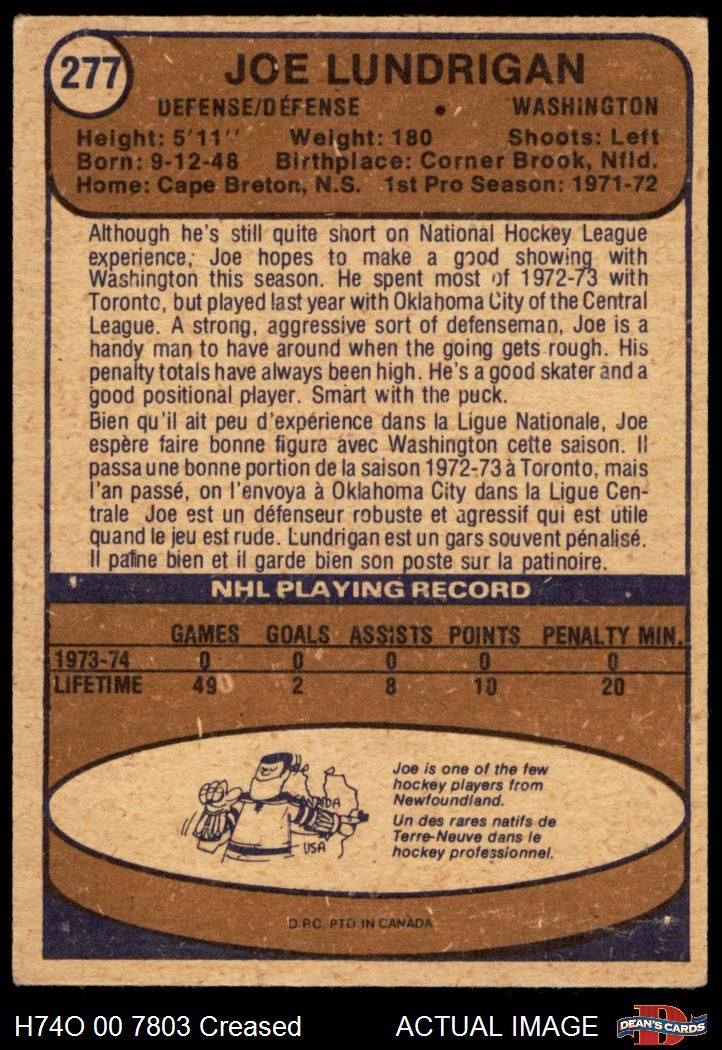 277
JOE LUNDRIGAN
DEFENSE/DÉFENSE • WASHINGTON
Height: 5'11'' Weight: 180 Shoots: Left
Born: 9-12-48 Birthplace: Corner Brook, Nfld.
Home: Cape Breton, N.S. 1st Pro Season: 1971-72
Although he's still quite short on National Hockey League
experience, Joe hopes to make a good showing with
Washington this season. He spent most of 1972-73 with
Toronto, but played last year with Oklahoma City of the Central
League. A strong, aggressive sort of defenseman, Joe is a
handy man to have around when the going gets rough. His
penalty totals have always been high. He's a good skater and a
good positional player. Smart with the puck.
Bien qu'il ait peu d'expérience dans la Ligue Nationale, Joe
espère faire bonne figure avec Washington cette saison. Il
passa une bonne portion de la saison 1972-73 à Toronto, mais
l'an passé, on l'envoya à Oklahoma City dans la Ligue Cen-
trale Joe est un défenseur robuste et agressif qui est utile
quand le jeu est rude. Lundrigan est un gars souvent pénalisé.
Il patine bien et il garde bien son poste sur la patinoire.
NHL PLAYING RECORD
GAMES GOALS ASSISTS POINTS PENALTY MIN.
1973-74 0 0 0 0 0
LIFETIME 49 2 8 10 20
Joe is one of the few
hockey players from
Newfoundland.
Un des rares natifs de
Terre-Neuve dans le
hockey professionnel.
CANADA
USA
O.P.C. PTD IN CANADA
H74O 00 7803 Creased ACTUAL IMAGE
D
DEAN'S CARDS